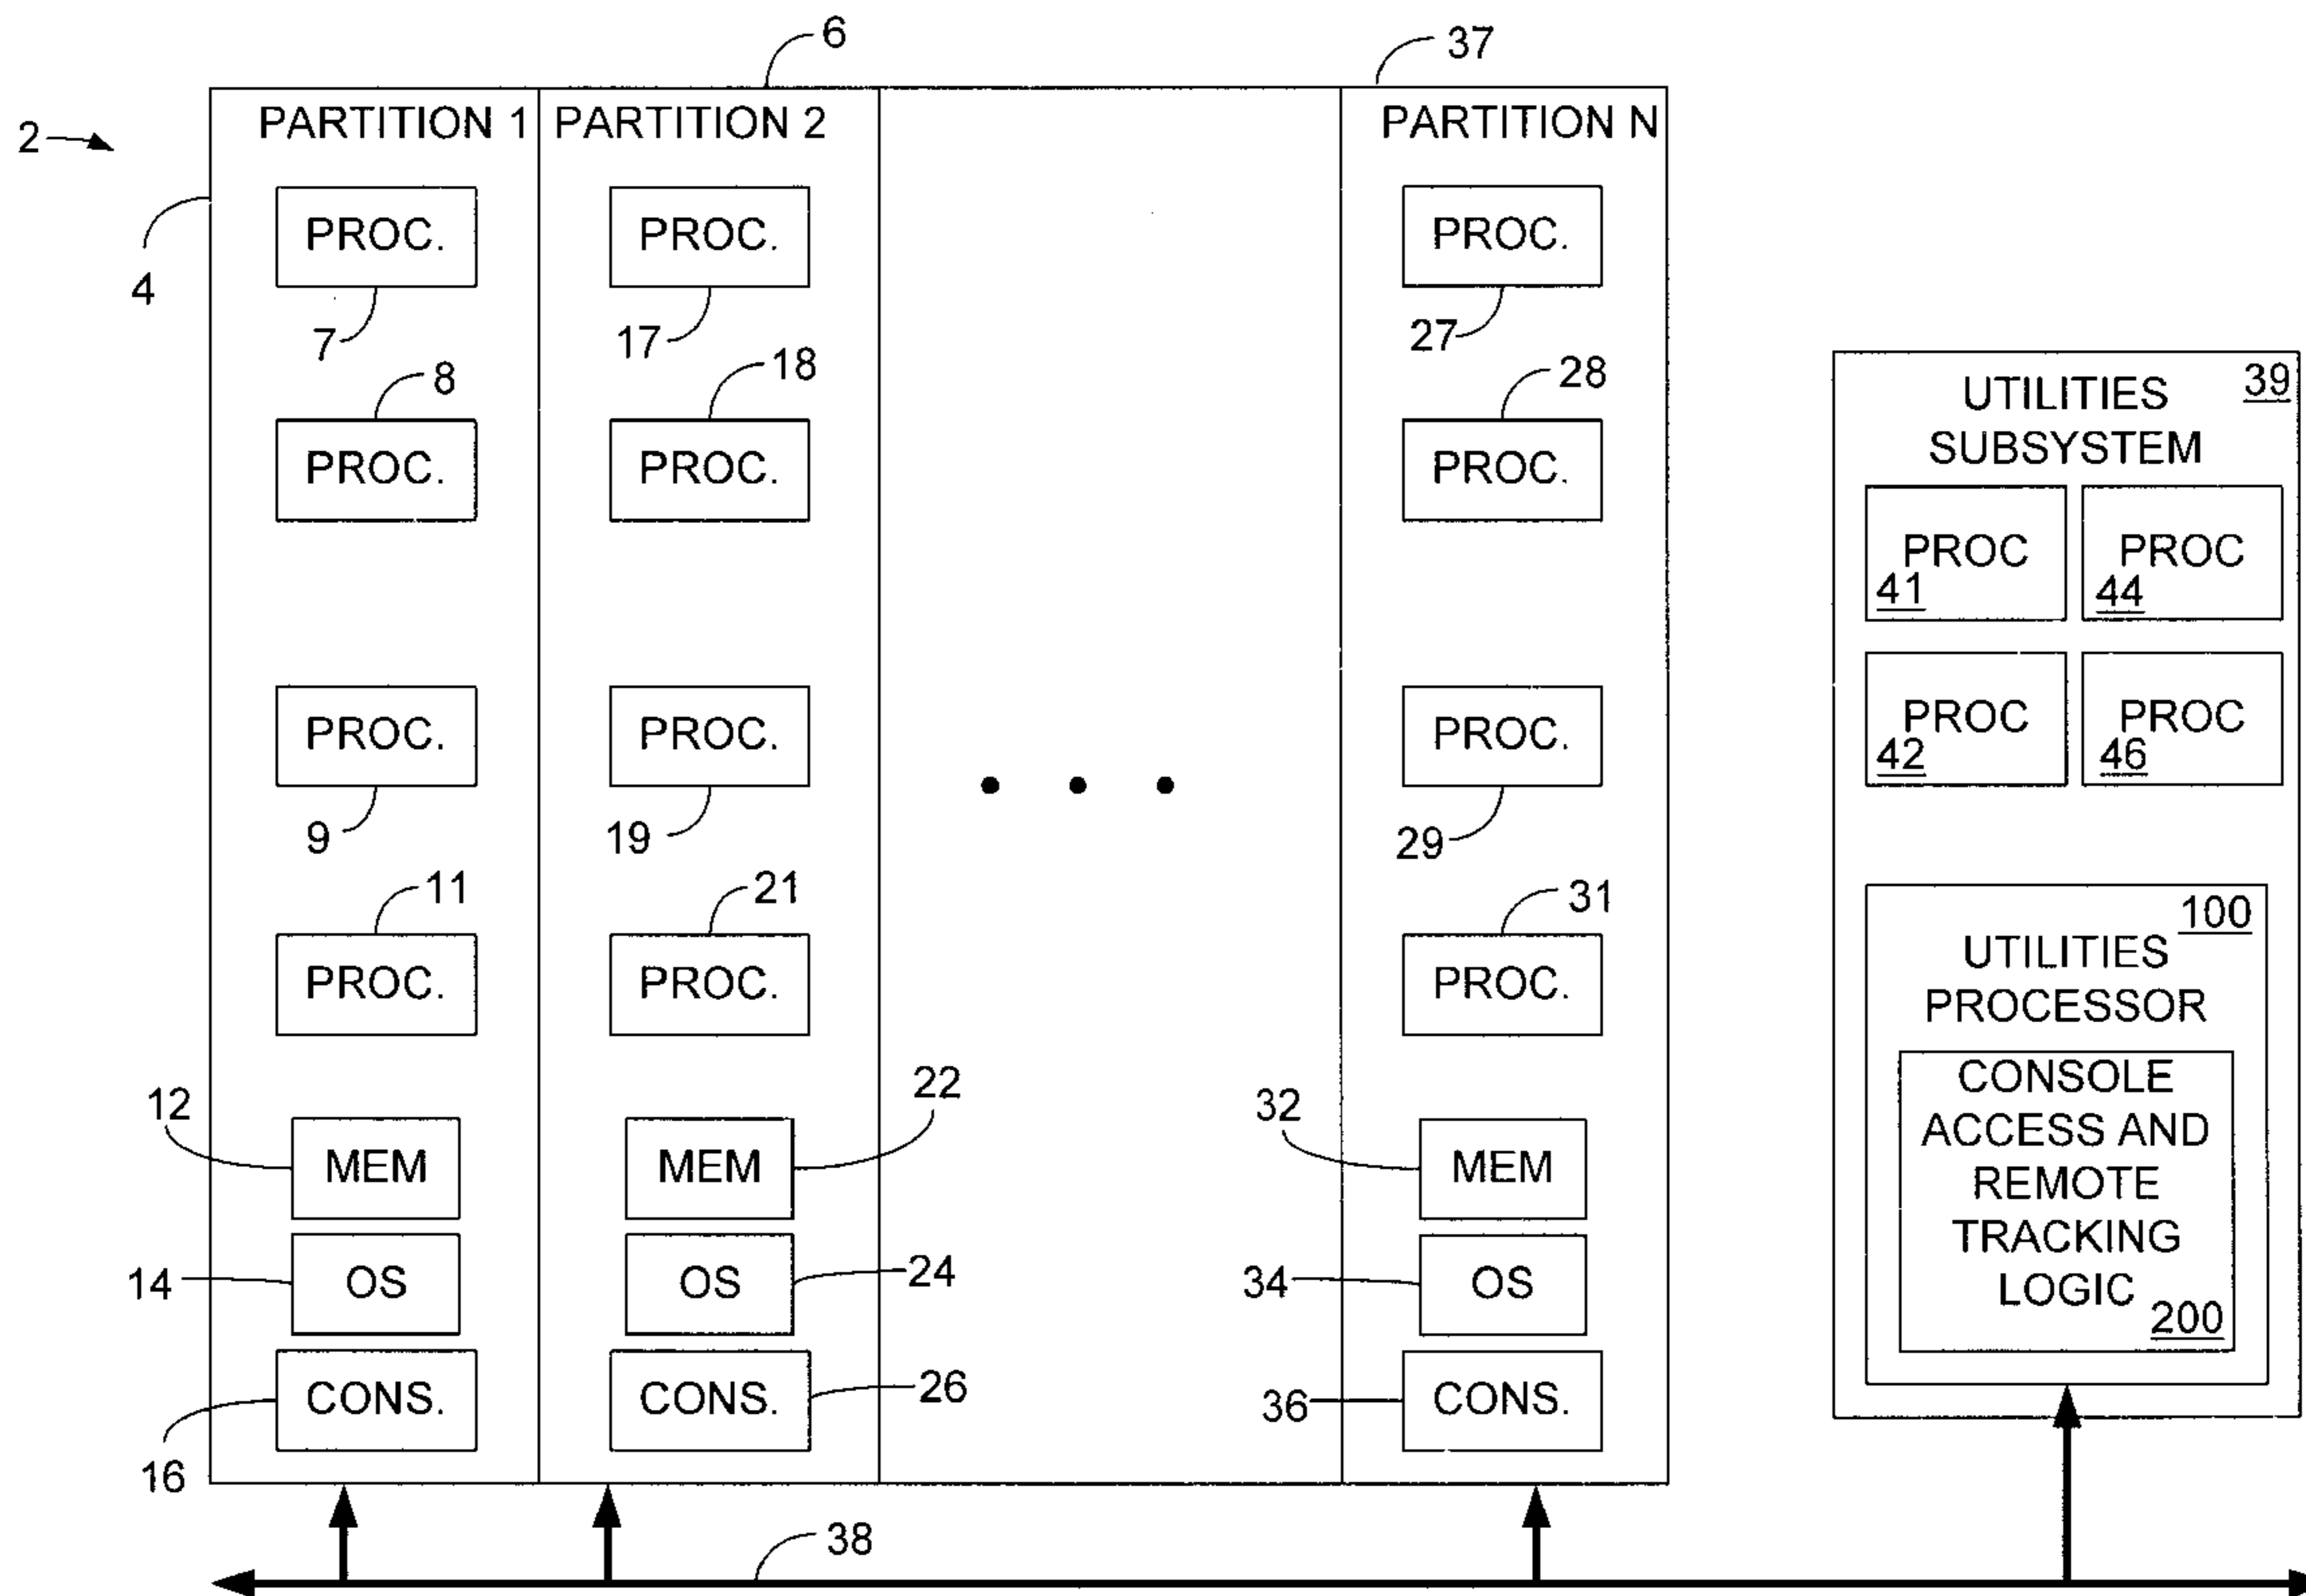 6
37
2
PARTITION 1
PARTITION 2
PARTITION N
4
PROC.
PROC.
PROC.
7
17
27
8
18
28
PROC.
PROC.
PROC.
PROC.
PROC.
PROC.
9
19
29
11
21
31
PROC.
PROC.
PROC.
12
22
32
MEM
MEM
MEM
14
OS
OS
24
34
OS
CONS.
CONS.
26
36
CONS.
16
38
39
UTILITIES
SUBSYSTEM
PROC
41
PROC
44
PROC
42
PROC
46
100
UTILITIES
PROCESSOR
CONSOLE
ACCESS AND
REMOTE
TRACKING
LOGIC
200